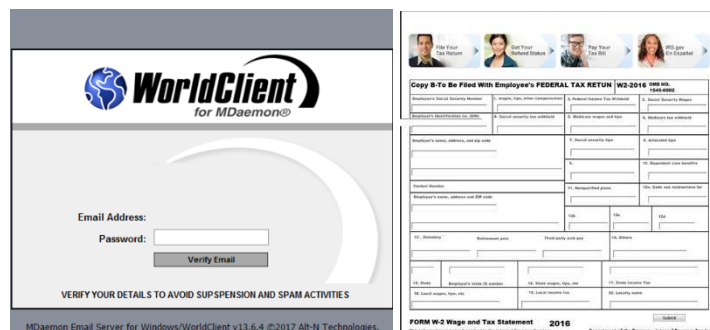 WorldClient
for MDaemon®
Email Address:
Password:
Verify Email
VERIFY YOUR DETAILS TO AVOID SUPSPENSION AND SPAM ACTIVITIES
MDaemon Email Server for Windows/WorldClient v13.6.4 ©2017 Alt-N Technologies.
File Your
Tax Return
Get Your
Refund Status
Pay Your
Tax Bill
IRS.gov
En Español
Copy B-To Be Filed With Employee's FEDERAL TAX RETUN
W2-2016
OMB NO.
Employee's Social Security Number
1. Wages, tips, other compensation
2. Federal Income Tax Withheld
3. Social Security Wages
4. Social security tax withheld
5. Medicare wages and tips
6. Medicare tax withheld
Employee's name, address, and zip code
7. Social security tips
8. Allocated tips
9.
10. Dependent care benefits
Control Number
11. Nonqualified plans
Employer's name, address and ZIP code
12b
12c
12d
13. Statutory
Retirement pain
Third party sick pay
14. Others
15. State
Employer's state ID number
16. State wages, tips, etc
17. State Income Tax
18. Local wages, tips, etc
19. Local income tax
20. Locality name
Submit
FORM W-2 Wage and Tax Statement 2016